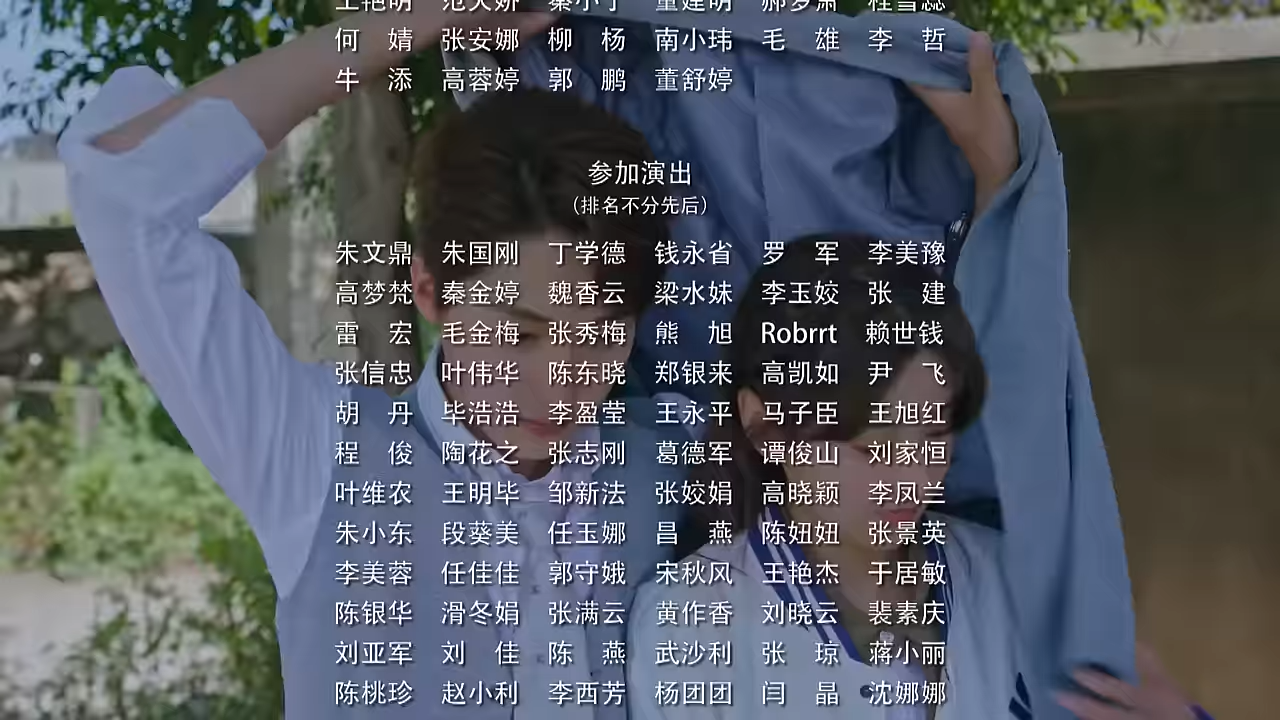 何　婧　张安娜　柳　杨　南小玮　毛　雄　李　哲
牛　添　高蓉婷　郭　鹏　董舒婷
参加演出
（排名不分先后）
朱文鼎　朱国刚　丁学德　钱永省　罗　军　李美豫
高梦梵　秦金婷　魏香云　梁水妹　李玉姣　张　建
雷　宏　毛金梅　张秀梅　熊　旭　Robrrt　赖世钱
张信忠　叶伟华　陈东晓　郑银来　高凯如　尹　飞
胡　丹　毕浩浩　李盈莹　王永平　马子臣　王旭红
程　俊　陶花之　张志刚　葛德军　谭俊山　刘家恒
叶维农　王明毕　邹新法　张姣娟　高晓颖　李凤兰
朱小东　段葵美　任玉娜　昌　燕　陈妞妞　张景英
李美蓉　任佳佳　郭守娥　宋秋风　王艳杰　于居敏
陈银华　滑冬娟　张满云　黄作香　刘晓云　裴素庆
刘亚军　刘　佳　陈　燕　武沙利　张　琼　蒋小丽
陈桃珍　赵小利　李西芳　杨团团　闫　晶　沈娜娜